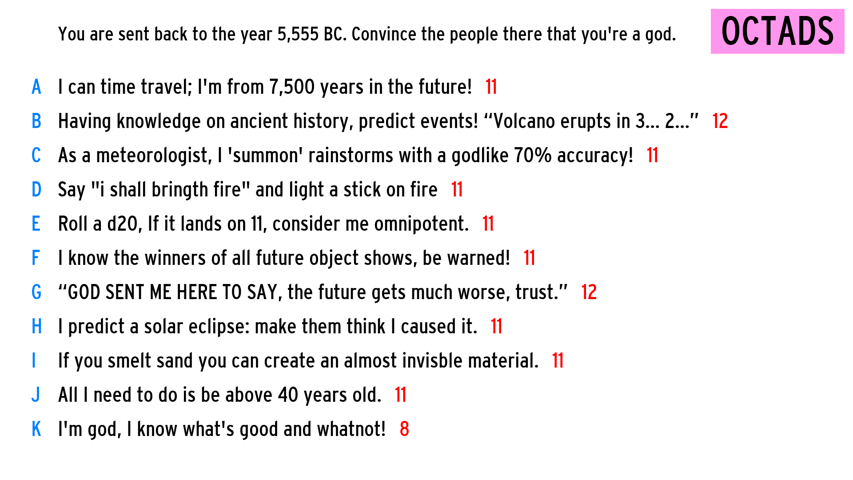 You are sent back to the year 5,555 BC. Convince the people there that you're a god.
OCTADS
A I can time travel; I'm from 7,500 years in the future! 11
B Having knowledge on ancient history, predict events! “Volcano erupts in 3... 2...” 12
C As a meteorologist, I 'summon' rainstorms with a godlike 70% accuracy! 11
D Say "i shall bringth fire" and light a stick on fire 11
E Roll a d20, If it lands on 11, consider me omnipotent. 11
F I know the winners of all future object shows, be warned! 11
G “GOD SENT ME HERE TO SAY, the future gets much worse, trust.” 12
H I predict a solar eclipse: make them think I caused it. 11
I If you smelt sand you can create an almost invisble material. 11
J All I need to do is be above 40 years old. 11
K I'm god, I know what's good and whatnot! 8